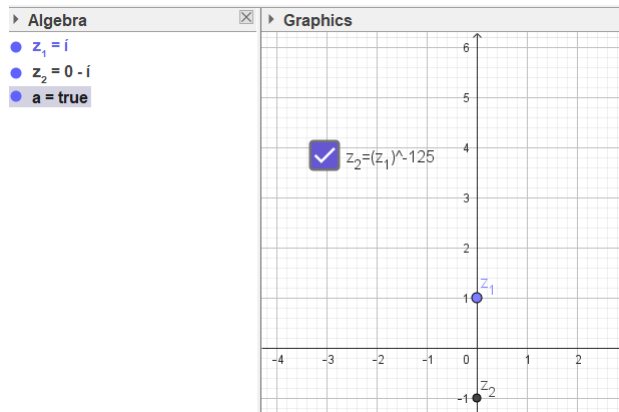 Algebra
Graphics
z₁ = í
z₂ = 0 - í
a = true
z₂=(z₁)^-125
6
5
4
3
2
z₁
1
-4 -3 -2 -1 0 1 2
z₂
-1